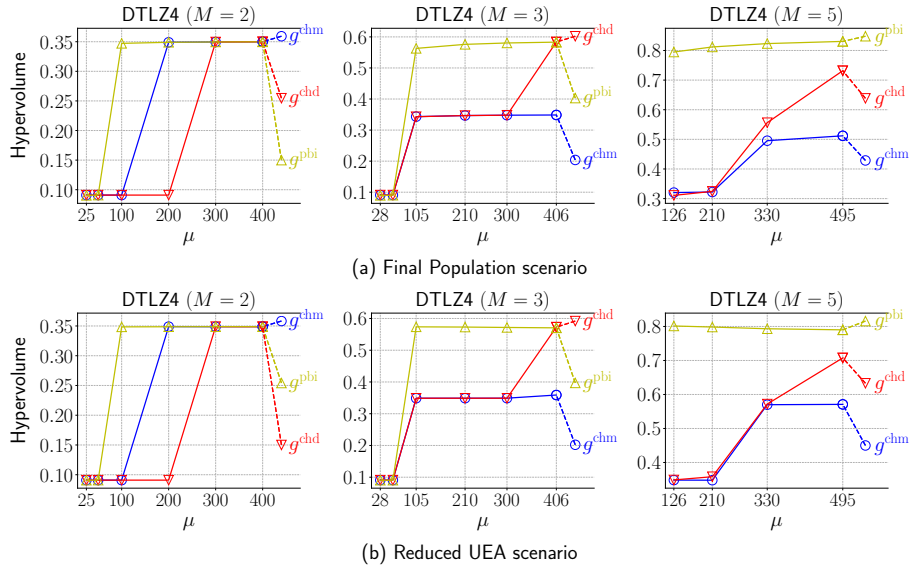 DTLZ4 (M = 2)
DTLZ4 (M = 3)
DTLZ4 (M = 5)
Hypervolume
0.35
0.30
0.25
0.20
0.15
0.10
25 100 200 300 400
μ
g^chm
g^chd
g^pbi
0.6
0.5
0.4
0.3
0.2
0.1
28 105 210 300 406
μ
g^chd
g^pbi
g^chm
0.8
0.7
0.6
0.5
0.4
0.3
126 210 330 495
μ
g^pbi
g^chd
g^chm
(a) Final Population scenario
DTLZ4 (M = 2)
DTLZ4 (M = 3)
DTLZ4 (M = 5)
Hypervolume
0.35
0.30
0.25
0.20
0.15
0.10
25 100 200 300 400
μ
g^chm
g^pbi
g^chd
0.6
0.5
0.4
0.3
0.2
0.1
28 105 210 300 406
μ
g^chd
g^pbi
g^chm
0.8
0.7
0.6
0.5
0.4
126 210 330 495
μ
g^pbi
g^chd
g^chm
(b) Reduced UEA scenario